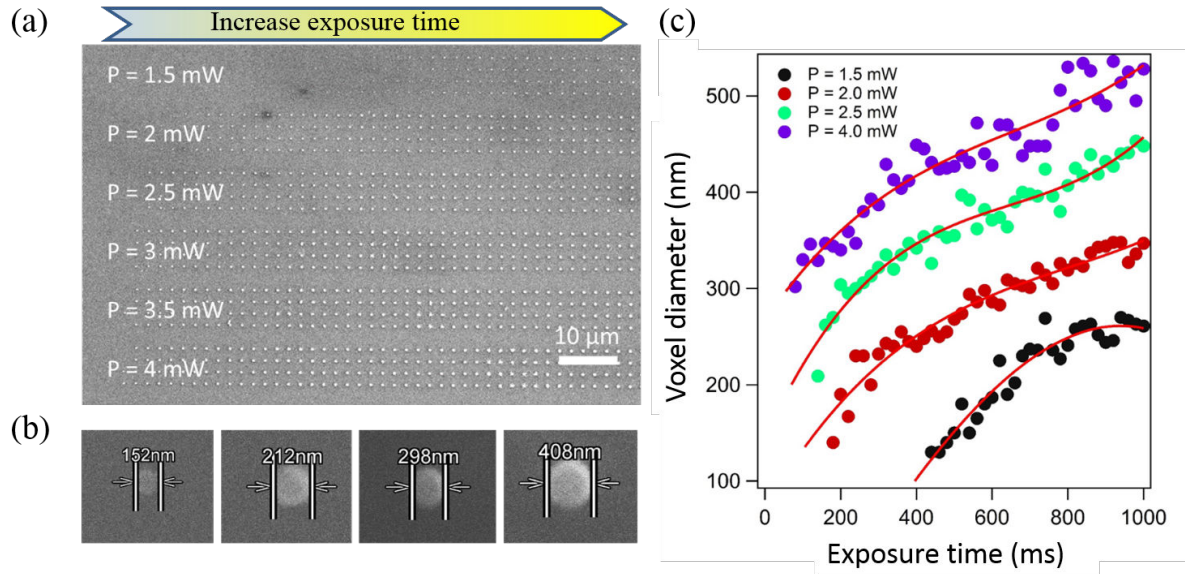 (a)
Increase exposure time
P = 1.5 mW
P = 2 mW
P = 2.5 mW
P = 3 mW
P = 3.5 mW
P = 4 mW
10 μm
(b)
152nm
212nm
298nm
408nm
(c)
P = 1.5 mW
P = 2.0 mW
P = 2.5 mW
P = 4.0 mW
Voxel diameter (nm)
500
400
300
200
100
0
200
400
600
800
1000
Exposure time (ms)